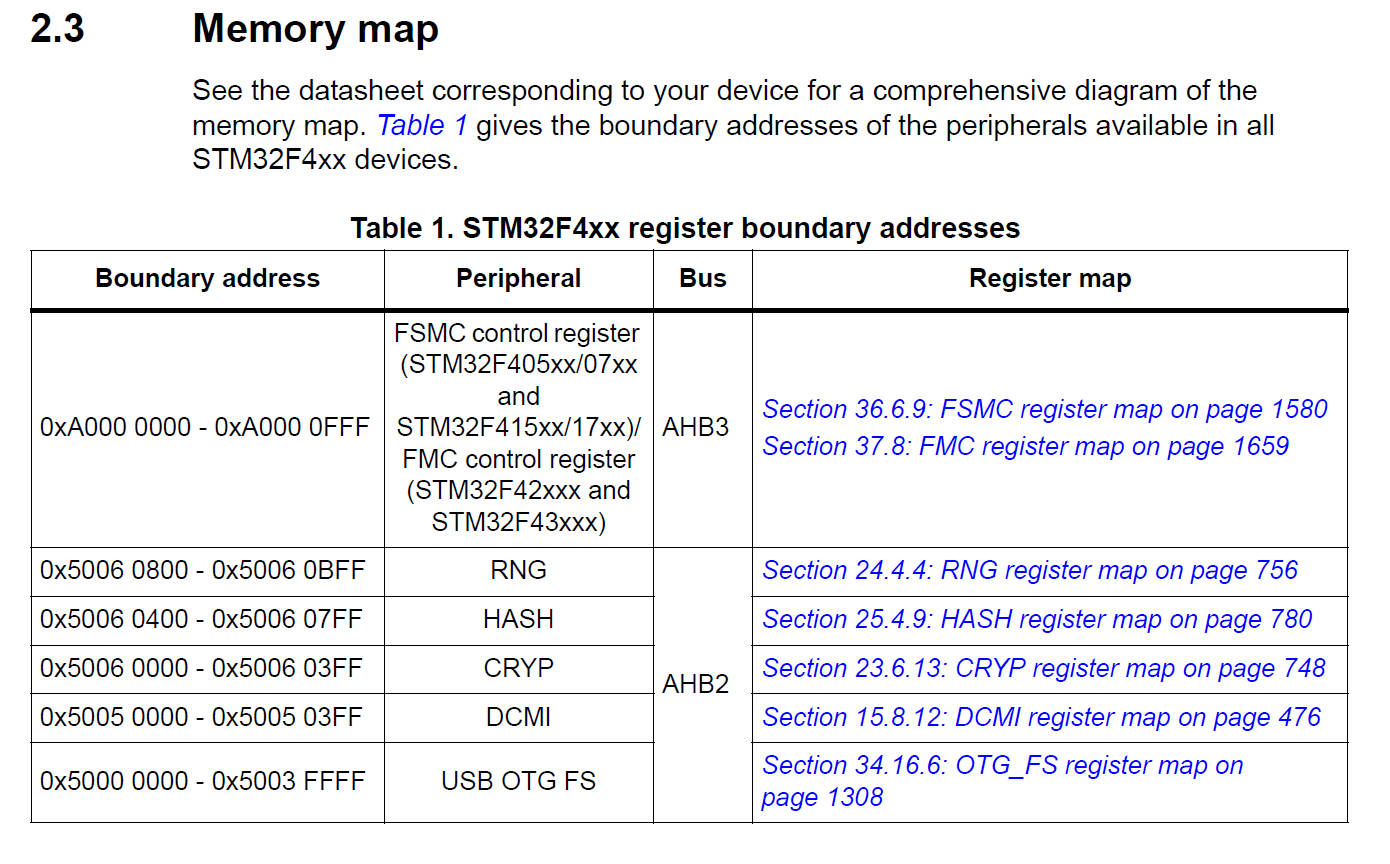 2.3 Memory map
See the datasheet corresponding to your device for a comprehensive diagram of the
memory map. Table 1 gives the boundary addresses of the peripherals available in all
STM32F4xx devices.
Table 1. STM32F4xx register boundary addresses
Boundary address Peripheral Bus Register map
0xA000 0000 - 0xA000 0FFF
FSMC control register
(STM32F405xx/07xx
and
STM32F415xx/17xx)/
FMC control register
(STM32F42xxx and
STM32F43xxx)
AHB3
Section 36.6.9: FSMC register map on page 1580
Section 37.8: FMC register map on page 1659
0x5006 0800 - 0x5006 0BFF RNG
AHB2
Section 24.4.4: RNG register map on page 756
0x5006 0400 - 0x5006 07FF HASH Section 25.4.9: HASH register map on page 780
0x5006 0000 - 0x5006 03FF CRYP Section 23.6.13: CRYP register map on page 748
0x5005 0000 - 0x5005 03FF DCMI Section 15.8.12: DCMI register map on page 476
0x5000 0000 - 0x5003 FFFF USB OTG FS Section 34.16.6: OTG_FS register map on
page 1308